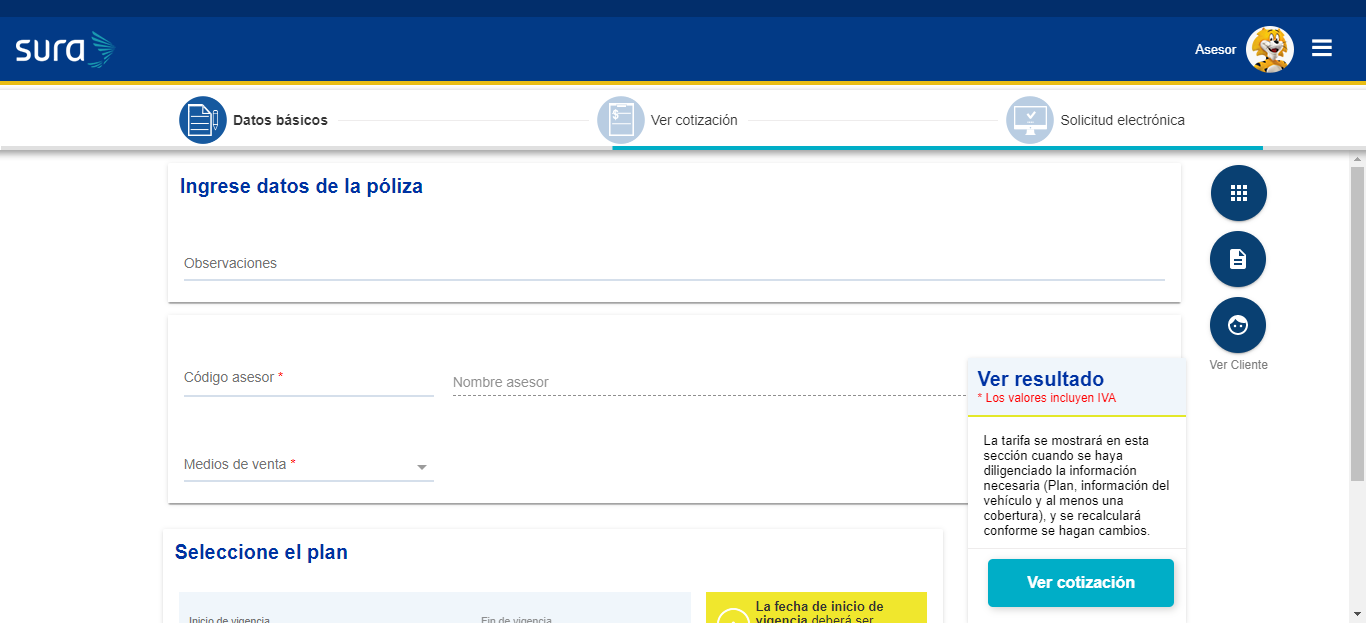 sura
Asesor
Datos básicos
Ver cotización
Solicitud electrónica
Ingrese datos de la póliza
Observaciones
Código asesor *
Nombre asesor
Medios de venta *
Ver Cliente
Ver resultado
* Los valores incluyen IVA
La tarifa se mostrará en esta
sección cuando se haya
diligenciado la información
necesaria (Plan, información del
vehículo y al menos una
cobertura), y se recalculará
conforme se hagan cambios.
Ver cotización
Seleccione el plan
Inicio de vigencia
Fin de vigencia
La fecha de inicio de
vigencia deberá ser